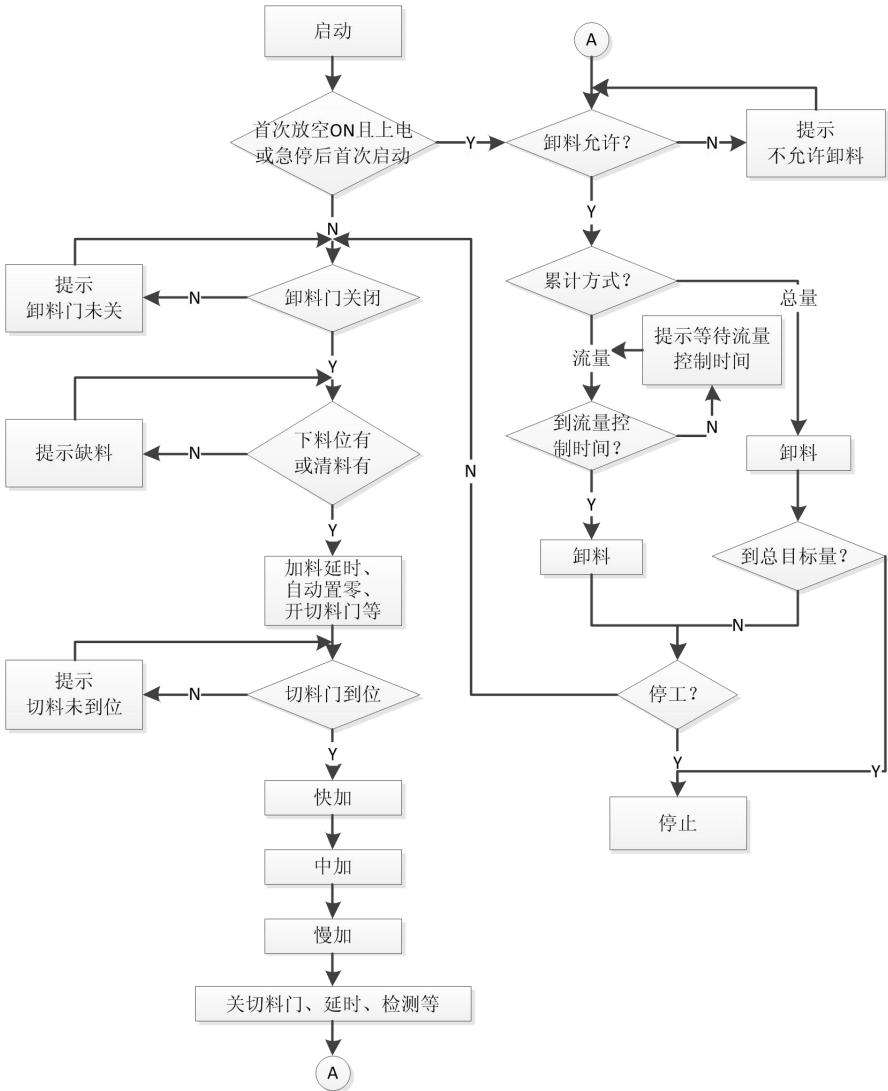 启动
首次放空ON且上电
或急停后首次启动
Y
N
提示
卸料门未关
N
卸料门关闭
Y
提示缺料
N
下料位有
或清料有
Y
加料延时、
自动置零、
开切料门等
提示
切料未到位
N
切料门到位
Y
快加
中加
慢加
关切料门、延时、检测等
A
A
卸料允许？
N
提示
不允许卸料
Y
累计方式？
总量
流量
提示等待流量
控制时间
到流量控
制时间？
N
Y
卸料
卸料
到总目标量？
N
Y
停工？
N
Y
停止